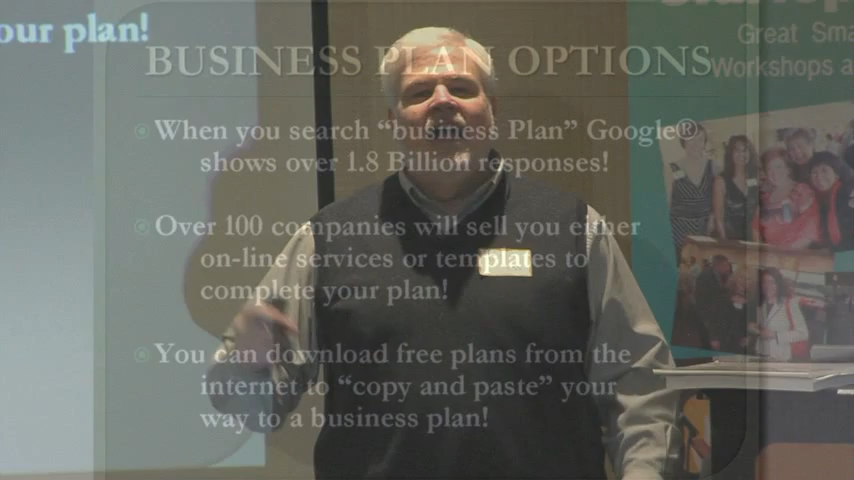 our plan!
BUSINESS PLAN OPTIONS
Great Sma
Workshops a
When you search “business Plan” Google®
shows over 1.8 Billion responses!
Over 100 companies will sell you either
on-line services or templates to
complete your plan!
You can download free plans from the
internet to “copy and paste” your
way to a business plan!